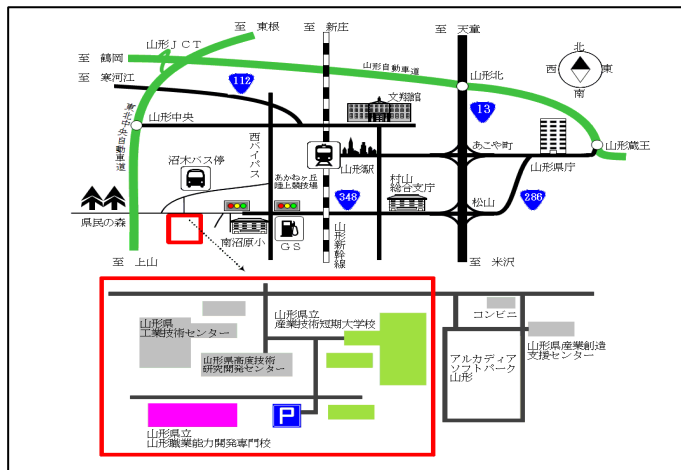 至 東根
至 新庄
至 天童
山形JCT
至 鶴岡
至 寒河江
112
山形自動車道
山形北
北
西
東
南
13
文翔館
山形中央
東北中央自動車道
西バイパス
沼木バス停
あかねヶ丘
陸上競技場
山形駅
あこや町
山形県庁
山形蔵王
348
村山
総合支庁
松山
286
県民の森
南沼原小
GS
山形新幹線
至 上山
至 米沢
山形県
工業技術センター
山形県立
産業技術短期大学校
コンビニ
山形県高度技術
研究開発センター
アルカディア
ソフトパーク
山形
山形県産業創造
支援センター
P
山形県立
山形職業能力開発専門校